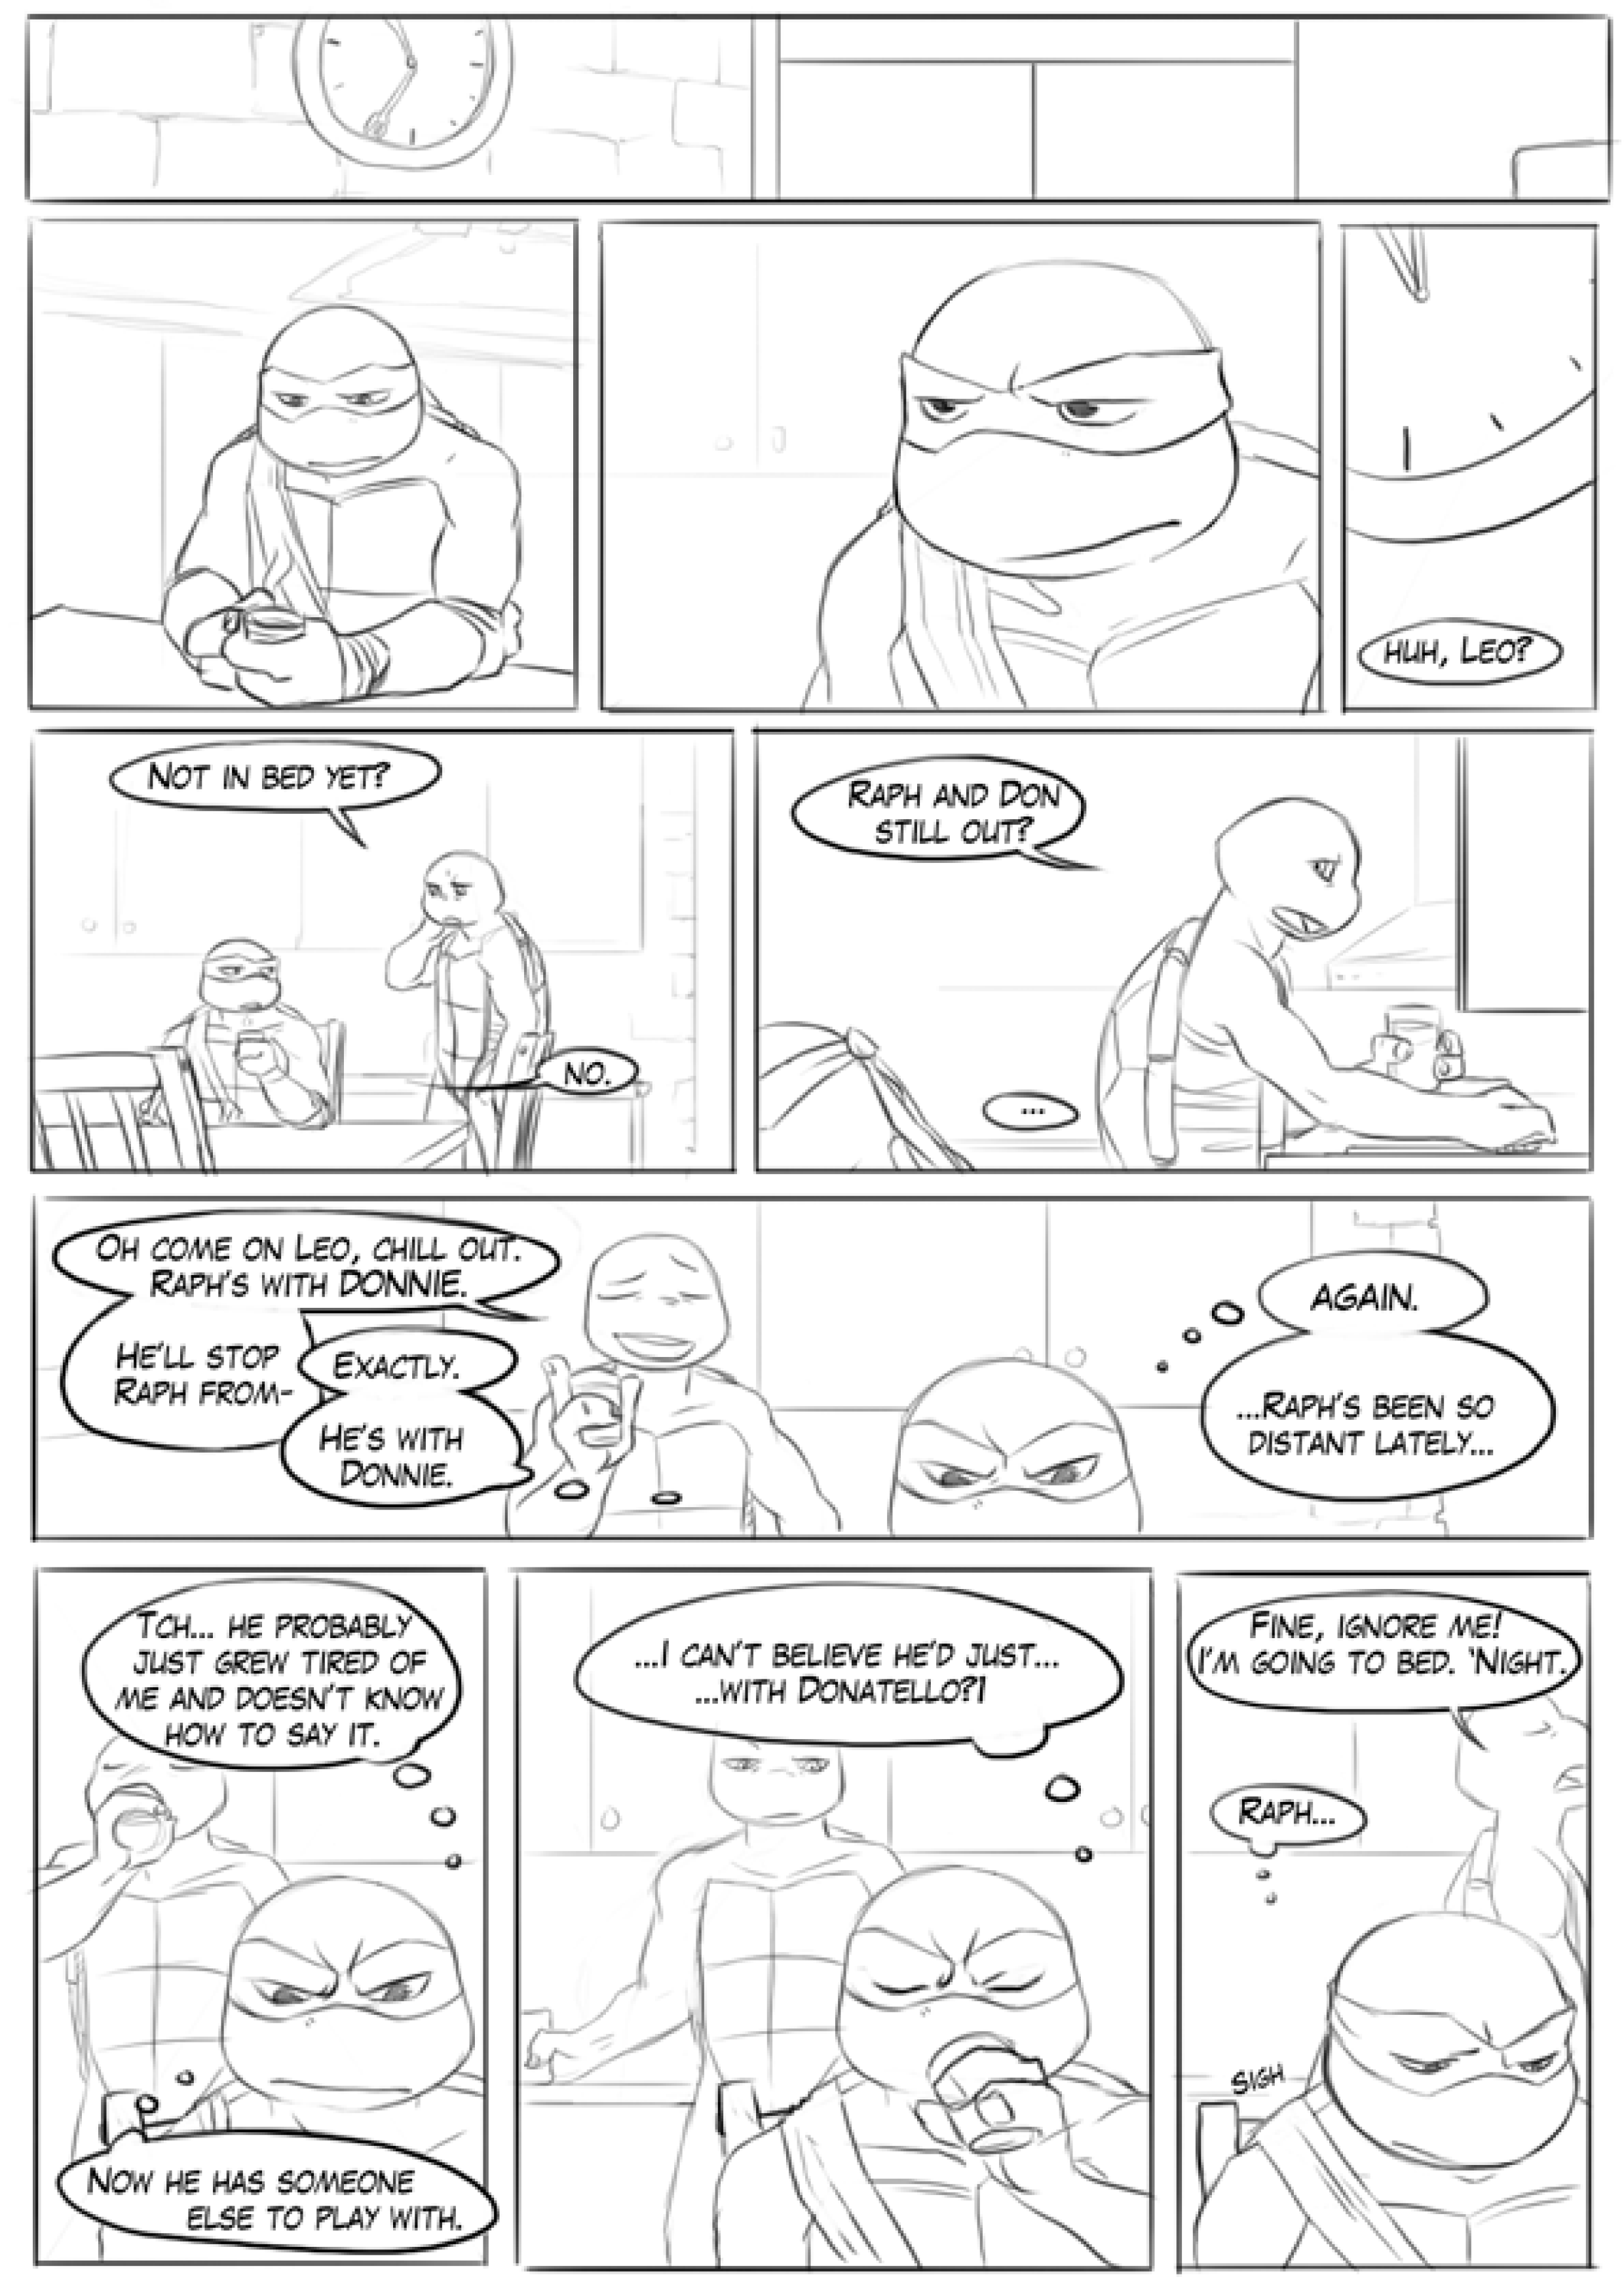 HUH, LEO?
NOT IN BED YET?
NO.
RAPH AND DON
STILL OUT?
...
OH COME ON LEO, CHILL OUT.
RAPH'S WITH DONNIE.
HE'LL STOP
RAPH FROM-
EXACTLY.
HE'S WITH
DONNIE.
AGAIN.
...RAPH'S BEEN SO
DISTANT LATELY...
TCH... HE PROBABLY
JUST GREW TIRED OF
ME AND DOESN'T KNOW
HOW TO SAY IT.
NOW HE HAS SOMEONE
ELSE TO PLAY WITH.
...I CAN'T BELIEVE HE'D JUST...
...WITH DONATELLO?!
FINE, IGNORE ME!
I'M GOING TO BED. 'NIGHT.
RAPH...
SIGH